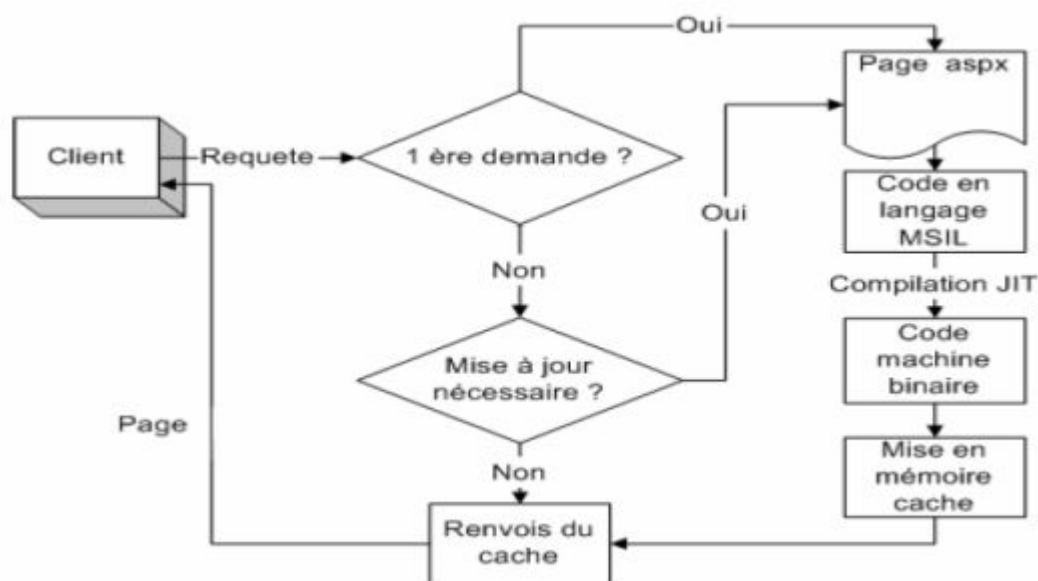 Oui
Page aspx
Client
Requete
1 ère demande ?
Code en
langage
MSIL
Oui
Non
Compilation JIT
Mise à jour
nécessaire ?
Code
machine
binaire
Page
Non
Mise en
mémoire
cache
Renvois du
cache